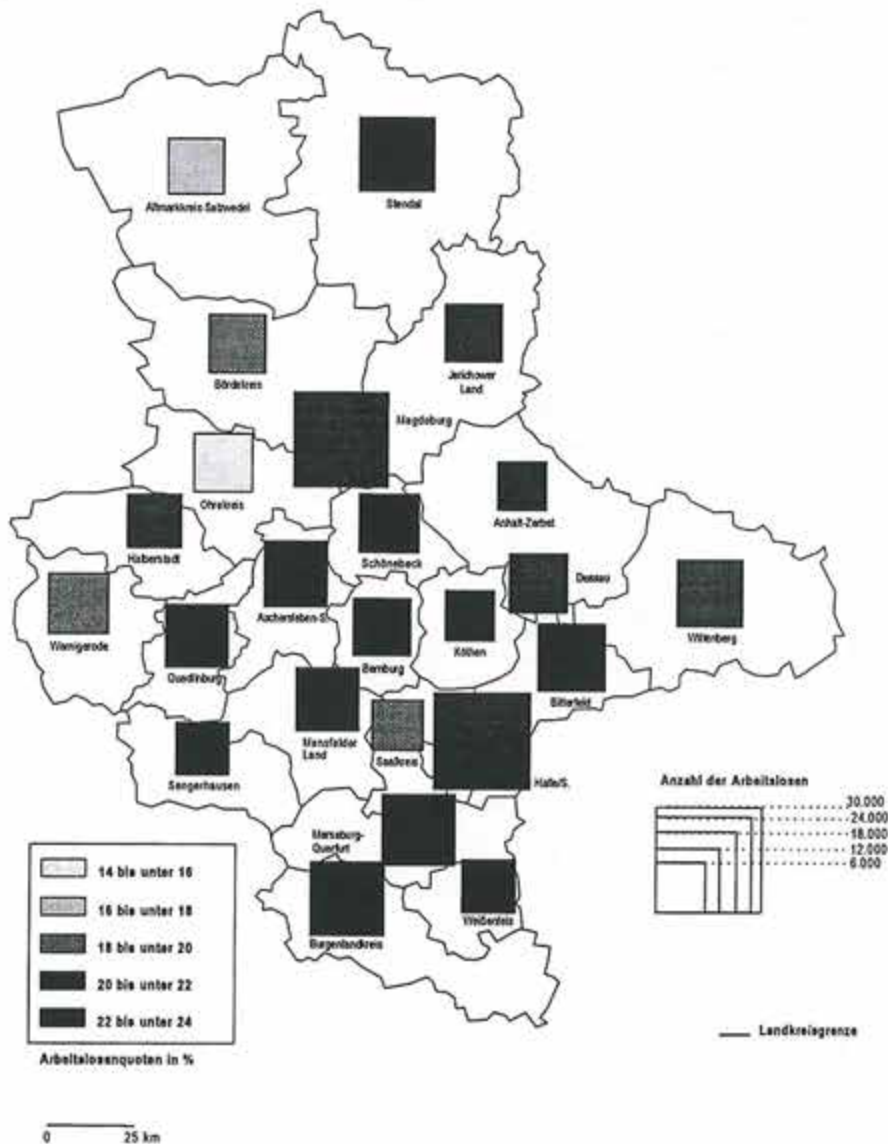 Altmarkkreis Salzwedel
Stendal
Bördekreis
Jerichower
Land
Magdeburg
Ohrekreis
Anhalt-Zerbst
Halberstadt
Schönebeck
Dessau
Aschersleben-S.
Wernigerode
Wittenberg
Quedlinburg
Bernburg
Köthen
Bitterfeld
Mansfelder
Land
Saalkreis
Sangerhausen
Halle/S.
Anzahl der Arbeitslosen
30.000
24.000
18.000
12.000
6.000
Merseburg-
Querfurt
Weißenfels
Burgenlandkreis
14 bis unter 16
16 bis unter 18
18 bis unter 20
20 bis unter 22
22 bis unter 24
Landkreisgrenze
Arbeitslosenquoten in %
0 25 km